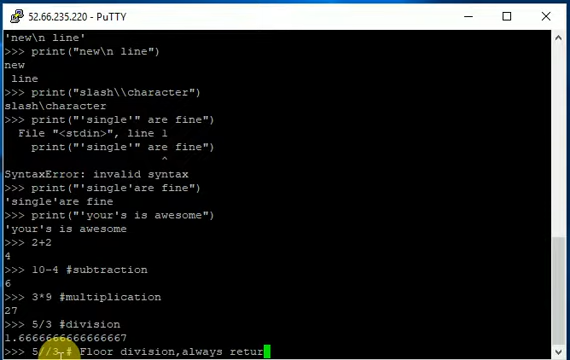 52.66.235.220 - PuTTY
'new\n line'
>>> print("new\n line")
new
 line
>>> print("slash\\character")
slash\character
>>> print("'single'" are fine")
  File "<stdin>", line 1
    print("'single'" are fine")
                      ^
SyntaxError: invalid syntax
>>> print("'single'are fine")
'single'are fine
>>> print("'your's is awesome")
'your's is awesome
>>> 2+2
4
>>> 10-4 #subtraction
6
>>> 3*9 #multiplication
27
>>> 5/3 #division
1.6666666666666667
>>> 5//3 # Floor division,always retur